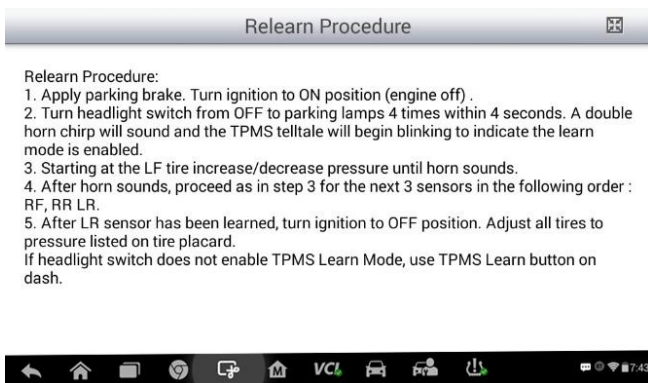 Relearn Procedure
Relearn Procedure:
1. Apply parking brake. Turn ignition to ON position (engine off) .
2. Turn headlight switch from OFF to parking lamps 4 times within 4 seconds. A double
horn chirp will sound and the TPMS telltale will begin blinking to indicate the learn
mode is enabled.
3. Starting at the LF tire increase/decrease pressure until horn sounds.
4. After horn sounds, proceed as in step 3 for the next 3 sensors in the following order :
RF, RR LR.
5. After LR sensor has been learned, turn ignition to OFF position. Adjust all tires to
pressure listed on tire placard.
If headlight switch does not enable TPMS Learn Mode, use TPMS Learn button on
dash.
M VCI 7:43